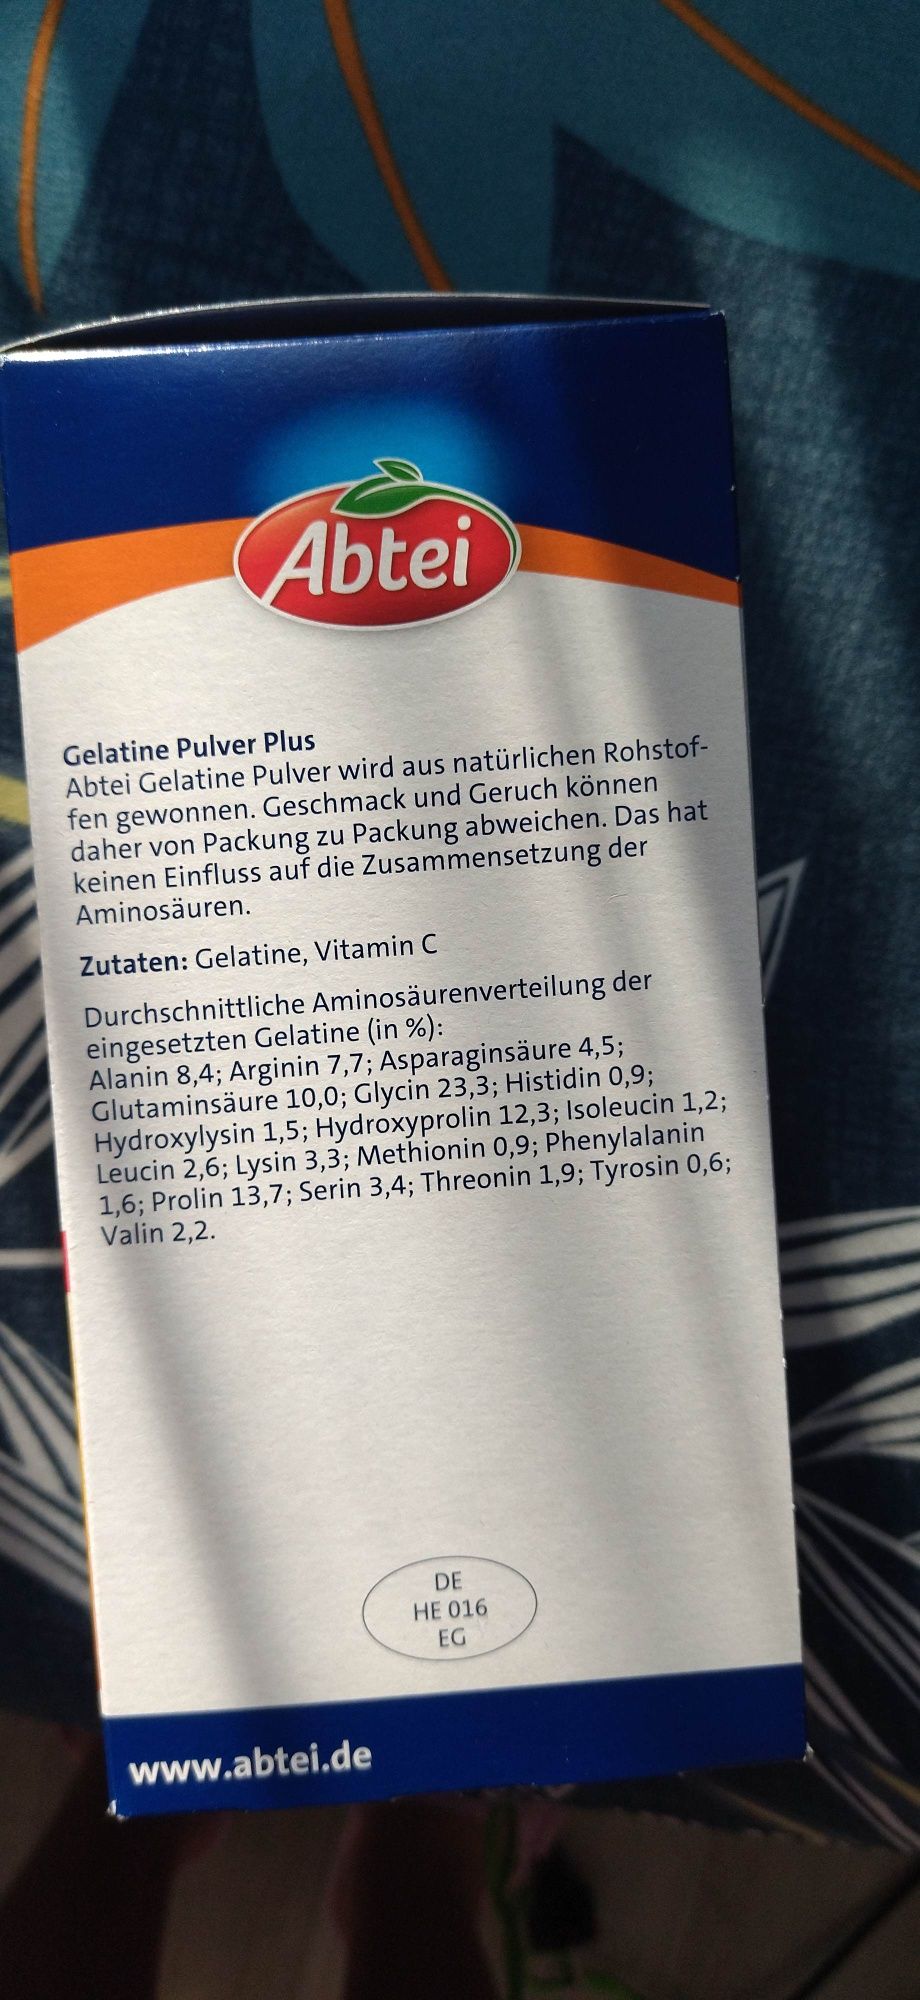 Abtei
Gelatine Pulver Plus
Abtei Gelatine Pulver wird aus natürlichen Rohstof-
fen gewonnen. Geschmack und Geruch können
daher von Packung zu Packung abweichen. Das hat
keinen Einfluss auf die Zusammensetzung der
Aminosäuren.
Zutaten: Gelatine, Vitamin C
Durchschnittliche Aminosäurenverteilung der
eingesetzten Gelatine (in %):
Alanin 8,4; Arginin 7,7; Asparaginsäure 4,5;
Glutaminsäure 10,0; Glycin 23,3; Histidin 0,9;
Hydroxylysin 1,5; Hydroxyprolin 12,3; Isoleucin 1,2;
Leucin 2,6; Lysin 3,3; Methionin 0,9; Phenylalanin
1,6; Prolin 13,7; Serin 3,4; Threonin 1,9; Tyrosin 0,6;
Valin 2,2.
DE
HE 016
EG
www.abtei.de